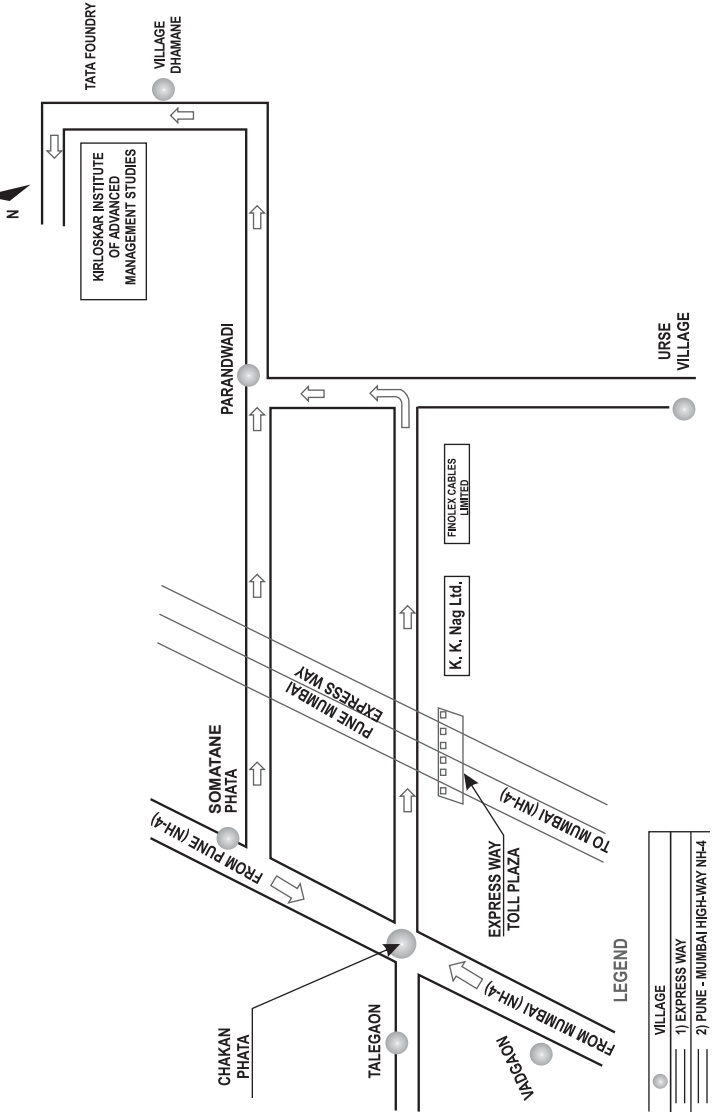 TATA FOUNDRY
VILLAGE
DHAMANE
N
KIRLOSKAR INSTITUTE
OF ADVANCED
MANAGEMENT STUDIES
PARANDWADI
URSE
VILLAGE
FINOLEX CABLES
LIMITED
K. K. Nag Ltd.
PUNE MUMBAI
EXPRESS WAY
SOMATANE
PHATA
FROM PUNE (NH-4)
TO MUMBAI (NH-4)
EXPRESS WAY
TOLL PLAZA
CHAKAN
PHATA
TALEGAON
VADGAON
FROM MUMBAI (NH-4)
LEGEND
VILLAGE
1) EXPRESS WAY
2) PUNE - MUMBAI HIGH-WAY NH-4